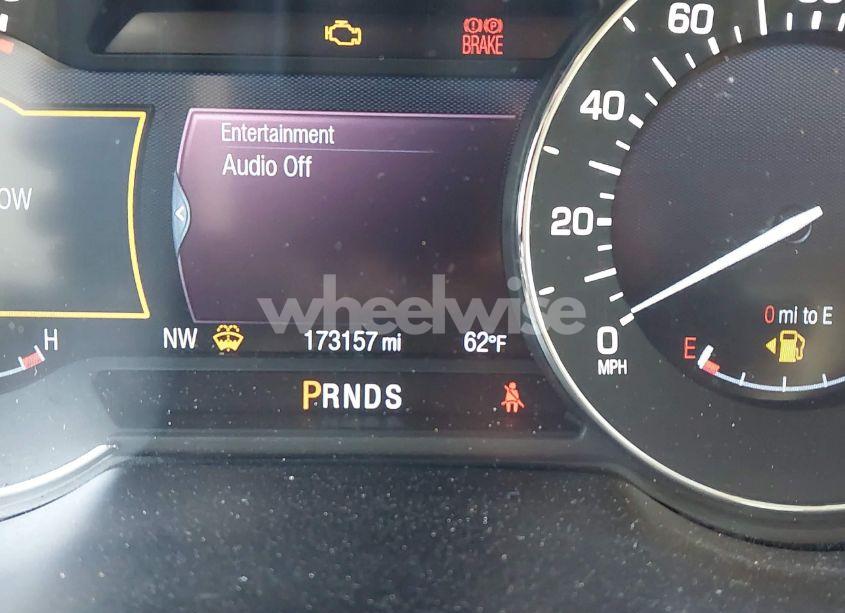 BRAKE
60
Entertainment
Audio Off
40
OW
20
wheelwise
0 mi to E
H
NW
173157 mi
62°F
0
MPH
E
PRNDS